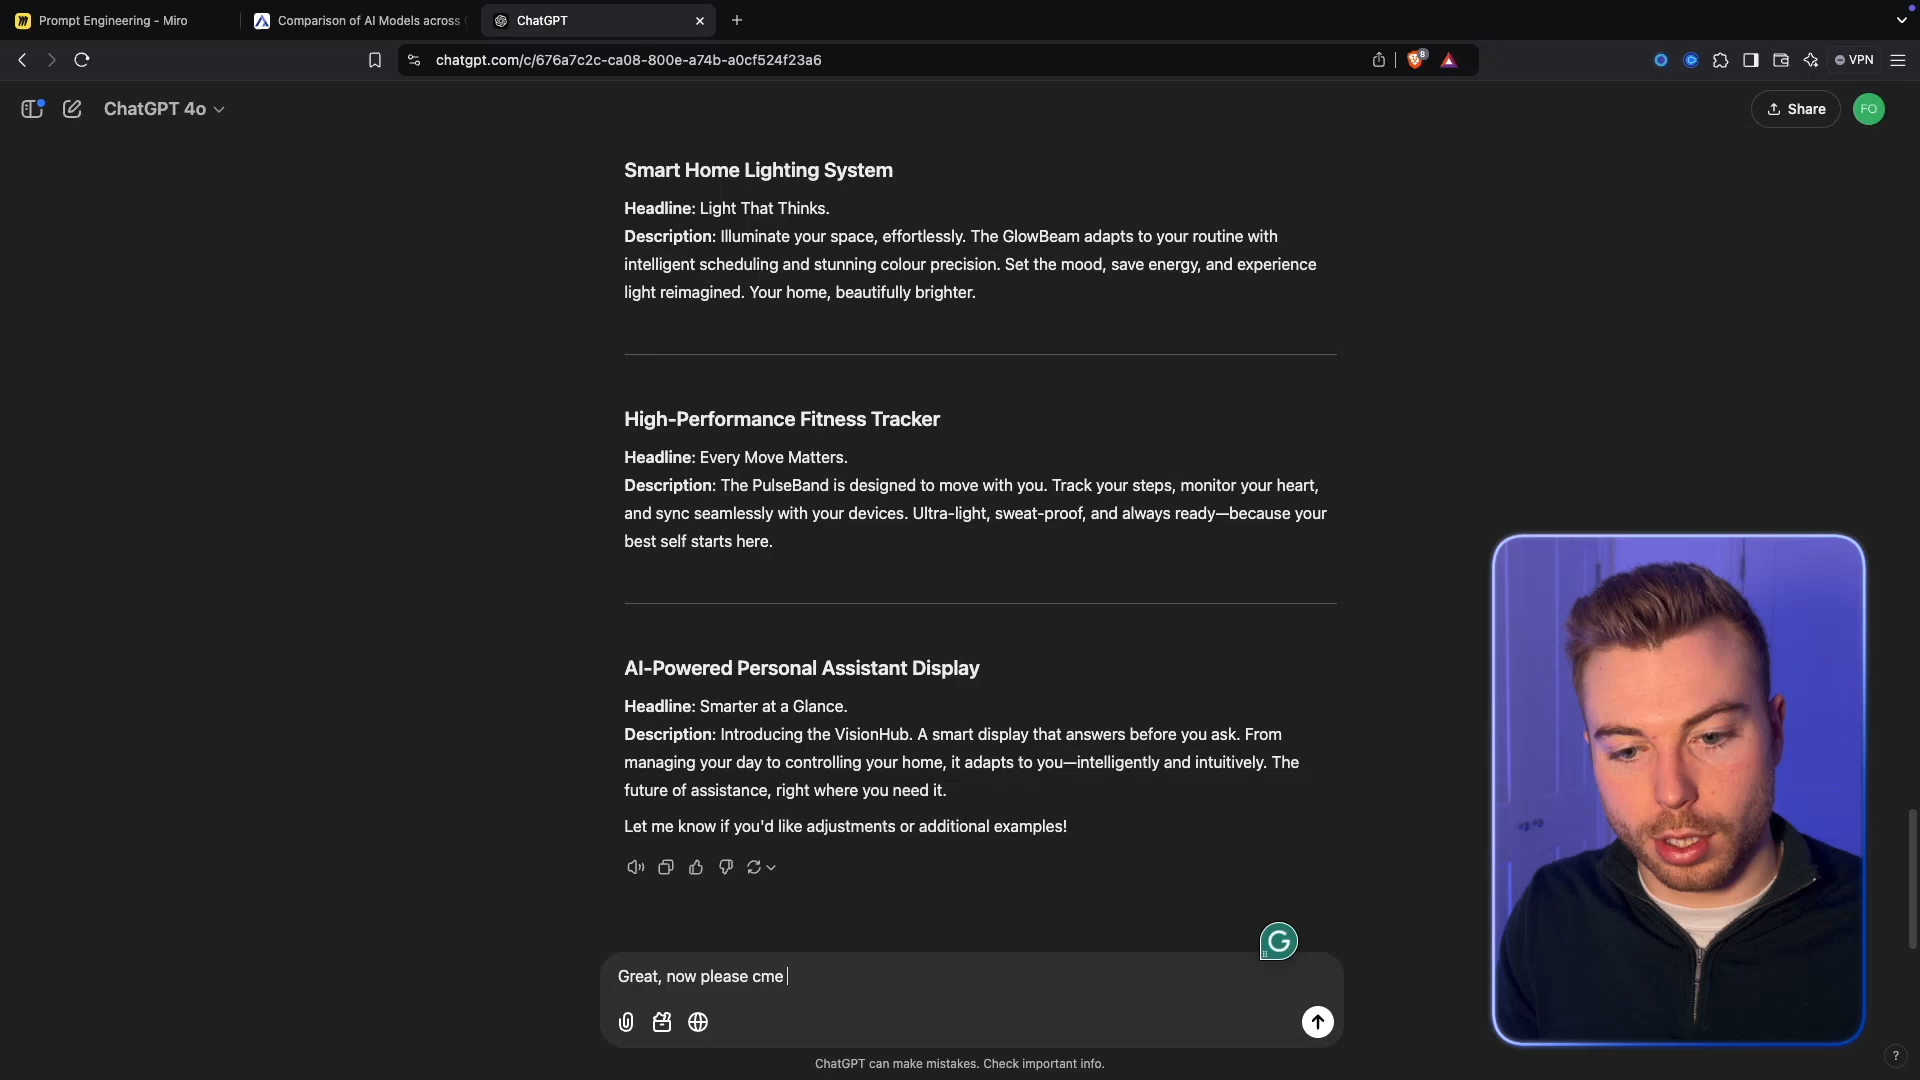 Prompt Engineering - Miro
Comparison of AI Models across
ChatGPT
chatgpt.com/c/676a7c2c-ca08-800e-a74b-a0cf524f23a6
8
VPN
ChatGPT 4o
Share
FO
Smart Home Lighting System
Headline: Light That Thinks.
Description: Illuminate your space, effortlessly. The GlowBeam adapts to your routine with
intelligent scheduling and stunning colour precision. Set the mood, save energy, and experience
light reimagined. Your home, beautifully brighter.
High-Performance Fitness Tracker
Headline: Every Move Matters.
Description: The PulseBand is designed to move with you. Track your steps, monitor your heart,
and sync seamlessly with your devices. Ultra-light, sweat-proof, and always ready—because your
best self starts here.
AI-Powered Personal Assistant Display
Headline: Smarter at a Glance.
Description: Introducing the VisionHub. A smart display that answers before you ask. From
managing your day to controlling your home, it adapts to you—intelligently and intuitively. The
future of assistance, right where you need it.
Let me know if you'd like adjustments or additional examples!
G
Great, now please cme
ChatGPT can make mistakes. Check important info.
?